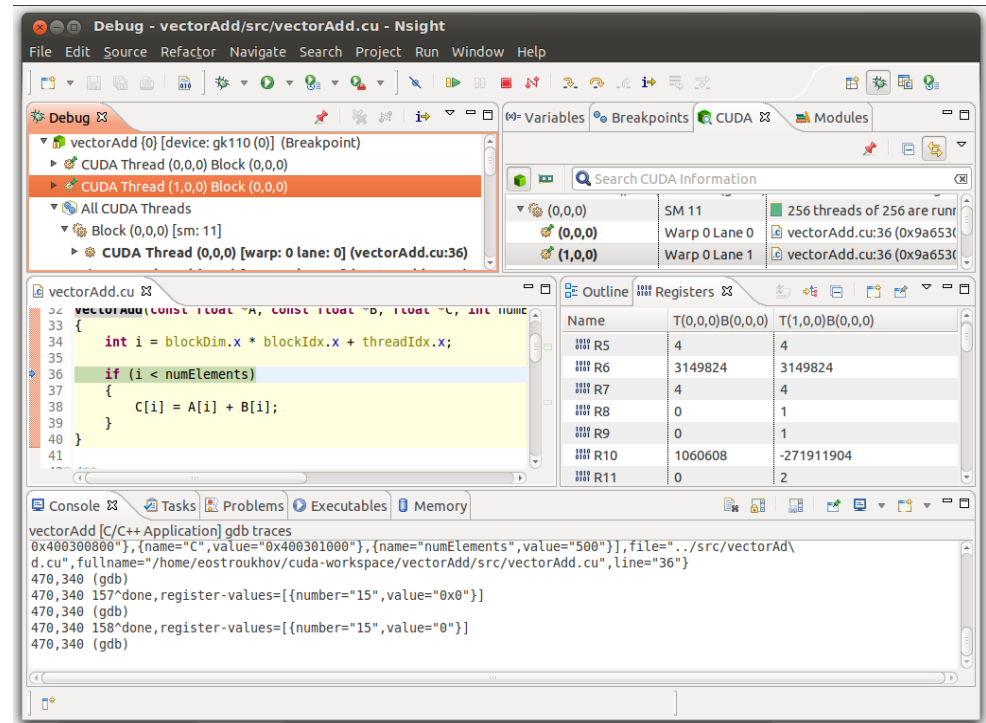 Debug - vectorAdd/src/vectorAdd.cu - Nsight
File Edit Source Refactor Navigate Search Project Run Window Help
Debug
vectorAdd {0} [device: gk110 (0)] (Breakpoint)
CUDA Thread (0,0,0) Block (0,0,0)
CUDA Thread (1,0,0) Block (0,0,0)
All CUDA Threads
Block (0,0,0) [sm: 11]
CUDA Thread (0,0,0) [warp: 0 lane: 0] (vectorAdd.cu:36)
(x)= Variables Breakpoints CUDA Modules
Search CUDA Information
(0,0,0) SM 11 256 threads of 256 are runr
(0,0,0) Warp 0 Lane 0 vectorAdd.cu:36 (0x9a653(
(1,0,0) Warp 0 Lane 1 vectorAdd.cu:36 (0x9a653(
vectorAdd.cu
32 vectorAdd(const float *A, const float *B, float *C, int nume
33 {
34 int i = blockDim.x * blockIdx.x + threadIdx.x;
35
36 if (i < numElements)
37 {
38 C[i] = A[i] + B[i];
39 }
40 }
41
Outline Registers
Name T(0,0,0)B(0,0,0) T(1,0,0)B(0,0,0)
R5 4 4
R6 3149824 3149824
R7 4 4
R8 0 1
R9 0 1
R10 1060608 -271911904
R11 0 2
Console Tasks Problems Executables Memory
vectorAdd [C/C++ Application] gdb traces
0x400300800"},{name="C",value="0x400301000"},{name="numElements",value="500"}],file="../src/vectorAd\
d.cu",fullname="/home/eostroukhov/cuda-workspace/vectorAdd/src/vectorAdd.cu",line="36"}
470,340 (gdb)
470,340 157^done,register-values=[{number="15",value="0x0"}]
470,340 (gdb)
470,340 158^done,register-values=[{number="15",value="0"}]
470,340 (gdb)